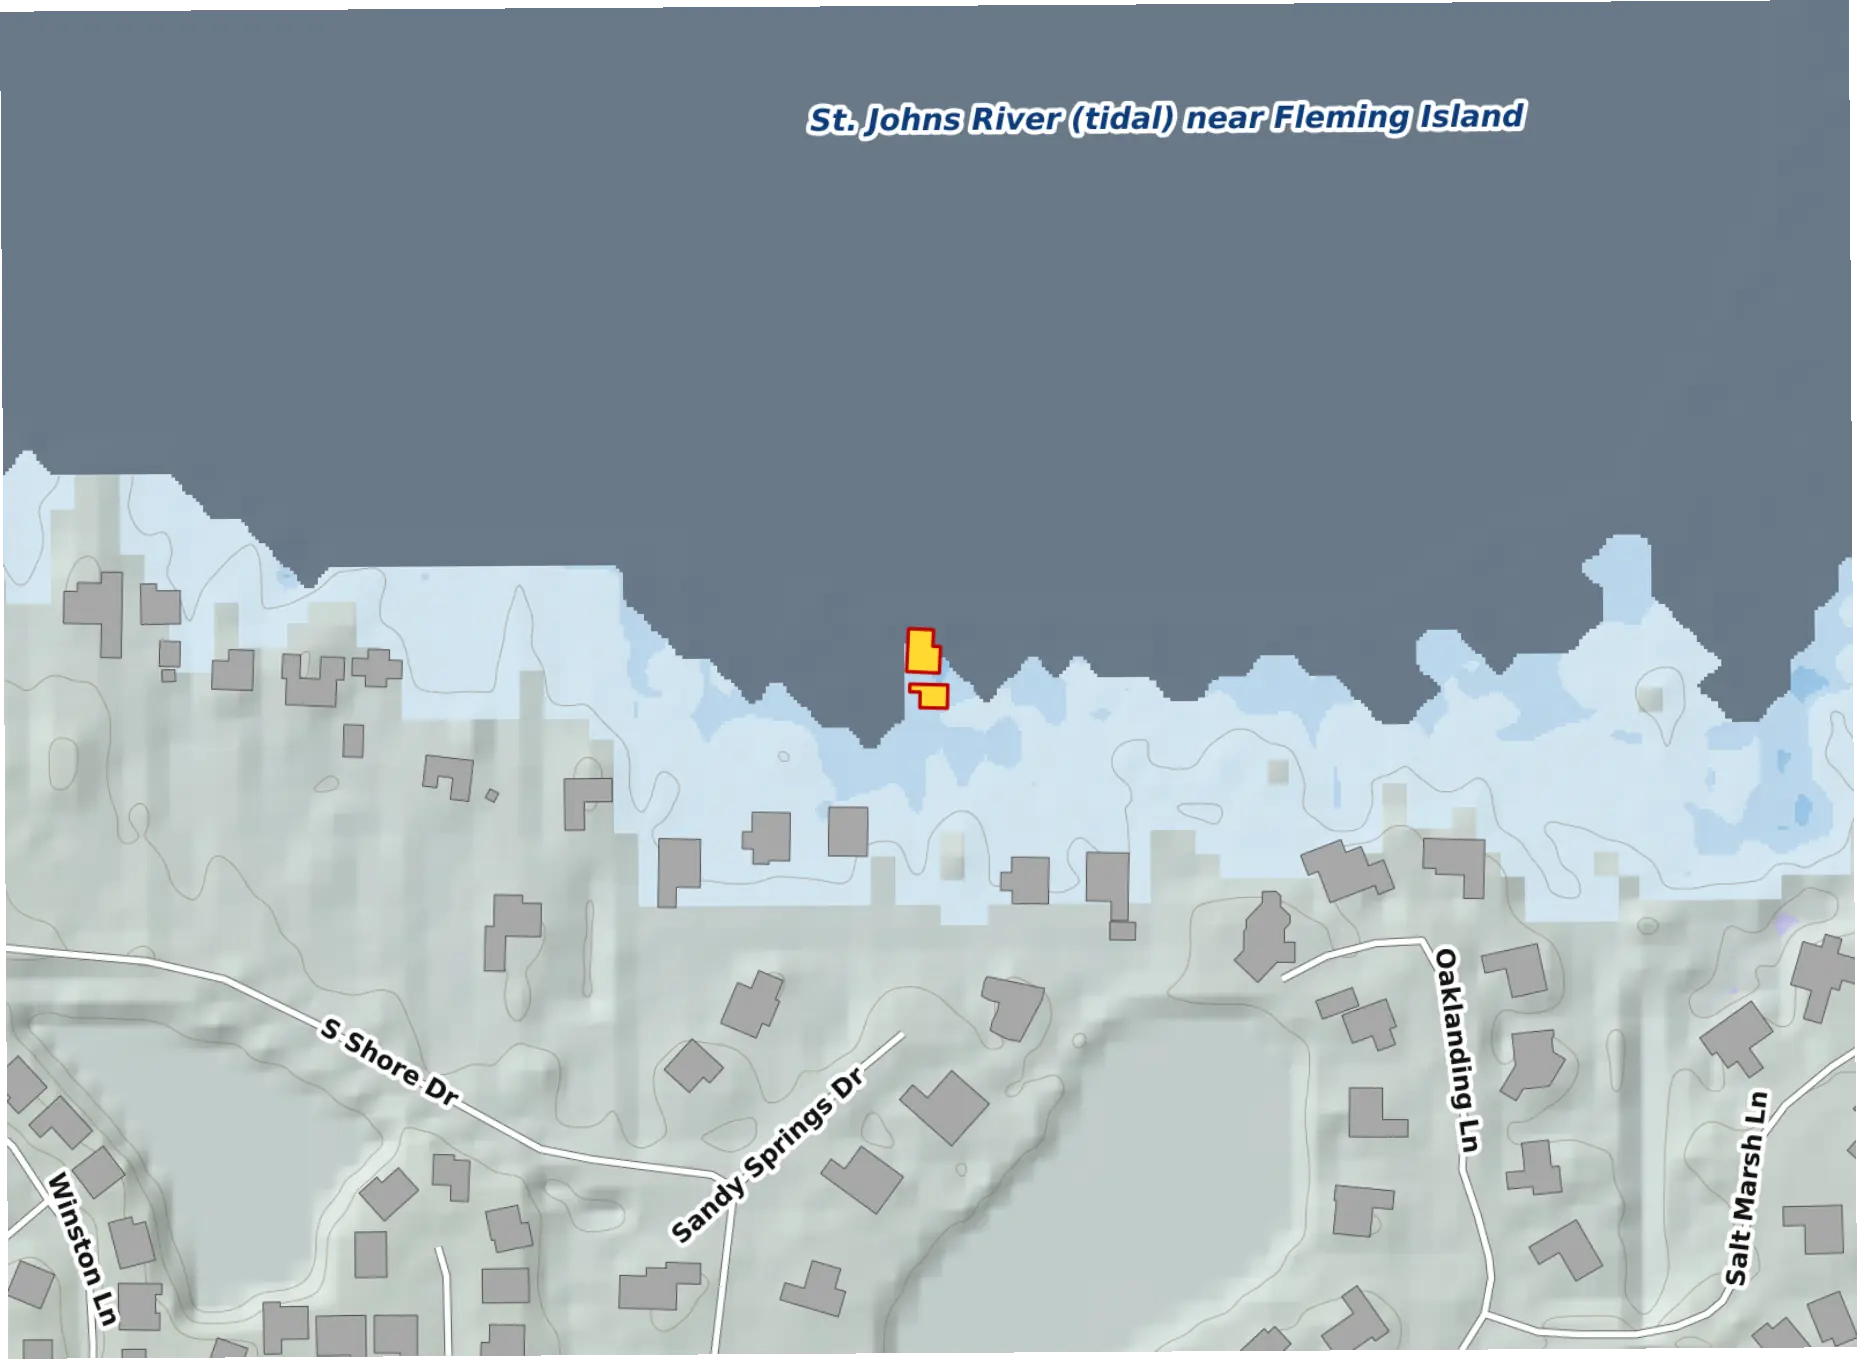 St. Johns River (tidal) near Fleming Island
S Shore Dr
Sandy Springs Dr
Oaklanding Ln
Salt Marsh Ln
Winston Ln